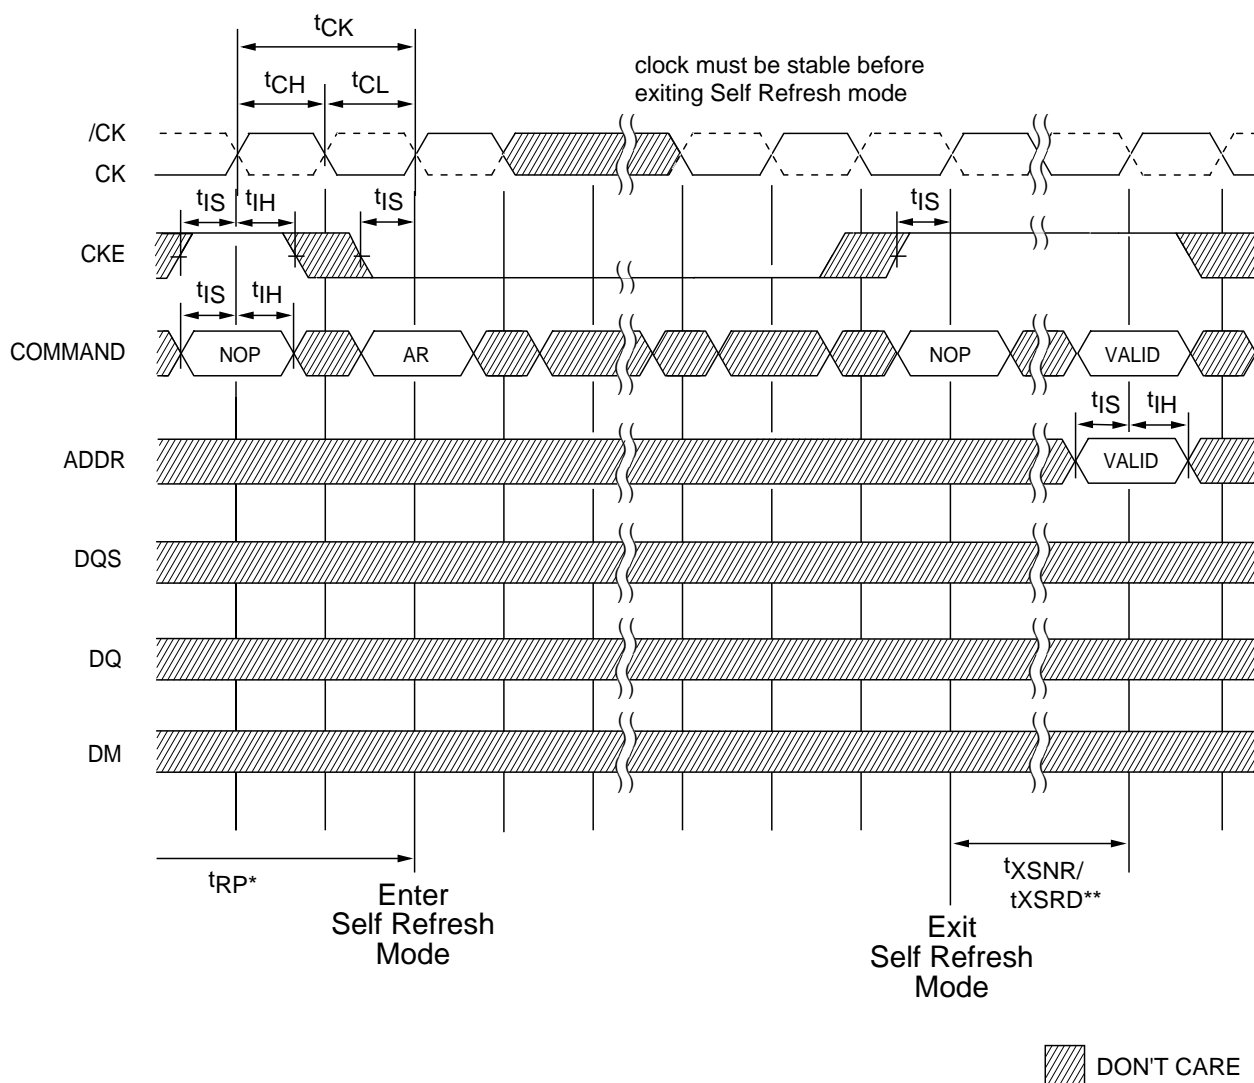 tCK
clock must be stable before
exiting Self Refresh mode
tCH
tCL
/CK
CK
tIS
tIH
tIS
tIS
CKE
tIS
tIH
COMMAND
NOP
AR
NOP
VALID
tIS
tIH
ADDR
VALID
DQS
DQ
DM
tRP*
Enter
Self Refresh
Mode
tXSNR/
tXSRD**
Exit
Self Refresh
Mode
DON'T CARE